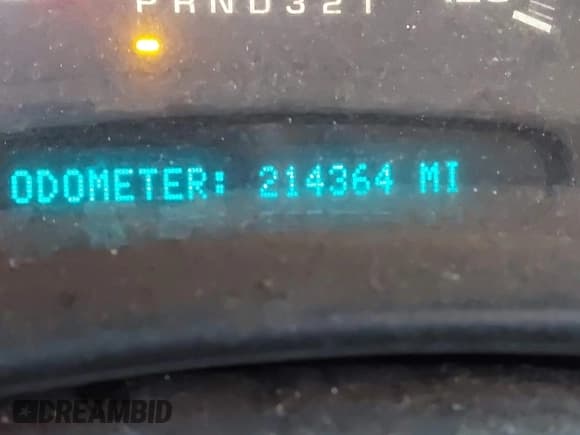 PRND321
ODOMETER: 214364 MI
DREAMBID